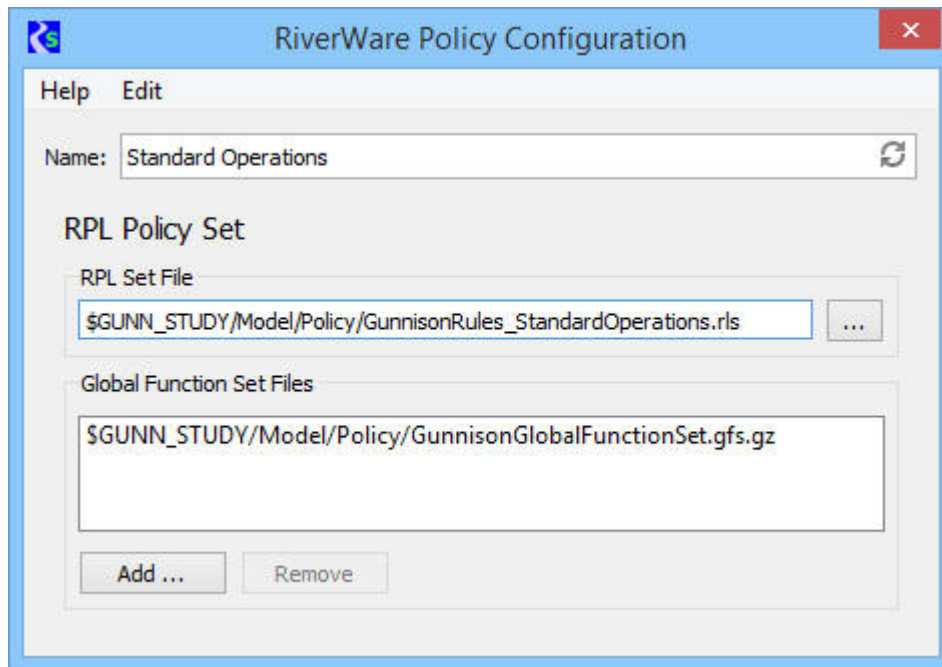 RiverWare Policy Configuration
Help Edit
Name: Standard Operations
RPL Policy Set
RPL Set File
$GUNN_STUDY/Model/Policy/GunnisonRules_StandardOperations.rls ...
Global Function Set Files
$GUNN_STUDY/Model/Policy/GunnisonGlobalFunctionSet.gfs.gz
Add ... Remove